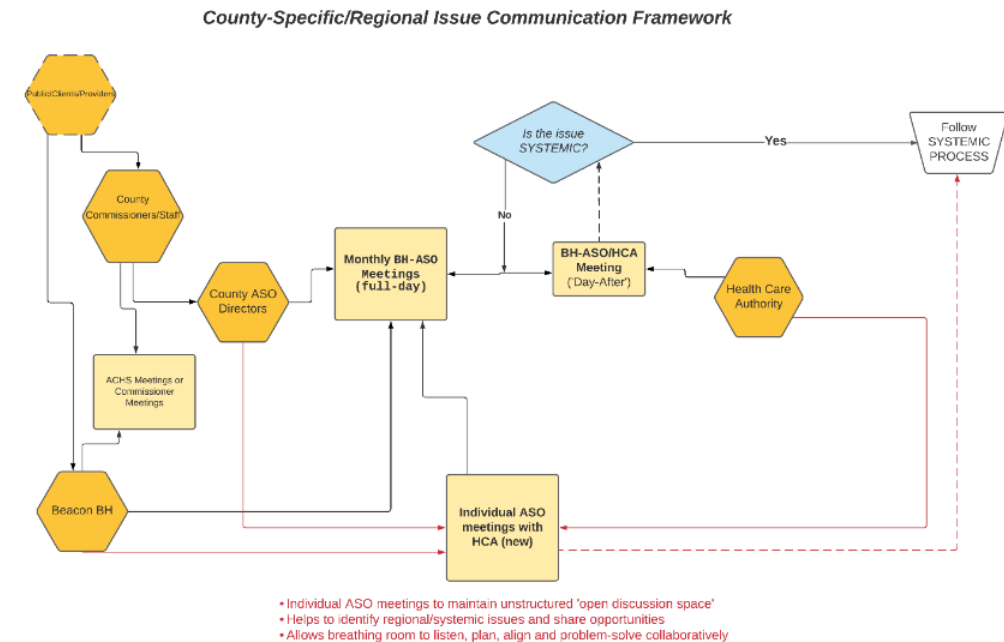 County-Specific/Regional Issue Communication Framework
Public/Clients/Providers
County
Commissioners/Staff
County ASO
Directors
ACHS Meetings or
Commissioner
Meetings
Beacon BH
Monthly BH-ASO
Meetings
(full-day)
Is the issue
SYSTEMIC?
Yes
No
Follow
SYSTEMIC
PROCESS
BH-ASO/HCA
Meeting
('Day-After')
Health Care
Authority
Individual ASO
meetings with
HCA (new)
• Individual ASO meetings to maintain unstructured 'open discussion space'
• Helps to identify regional/systemic issues and share opportunities
• Allows breathing room to listen, plan, align and problem-solve collaboratively